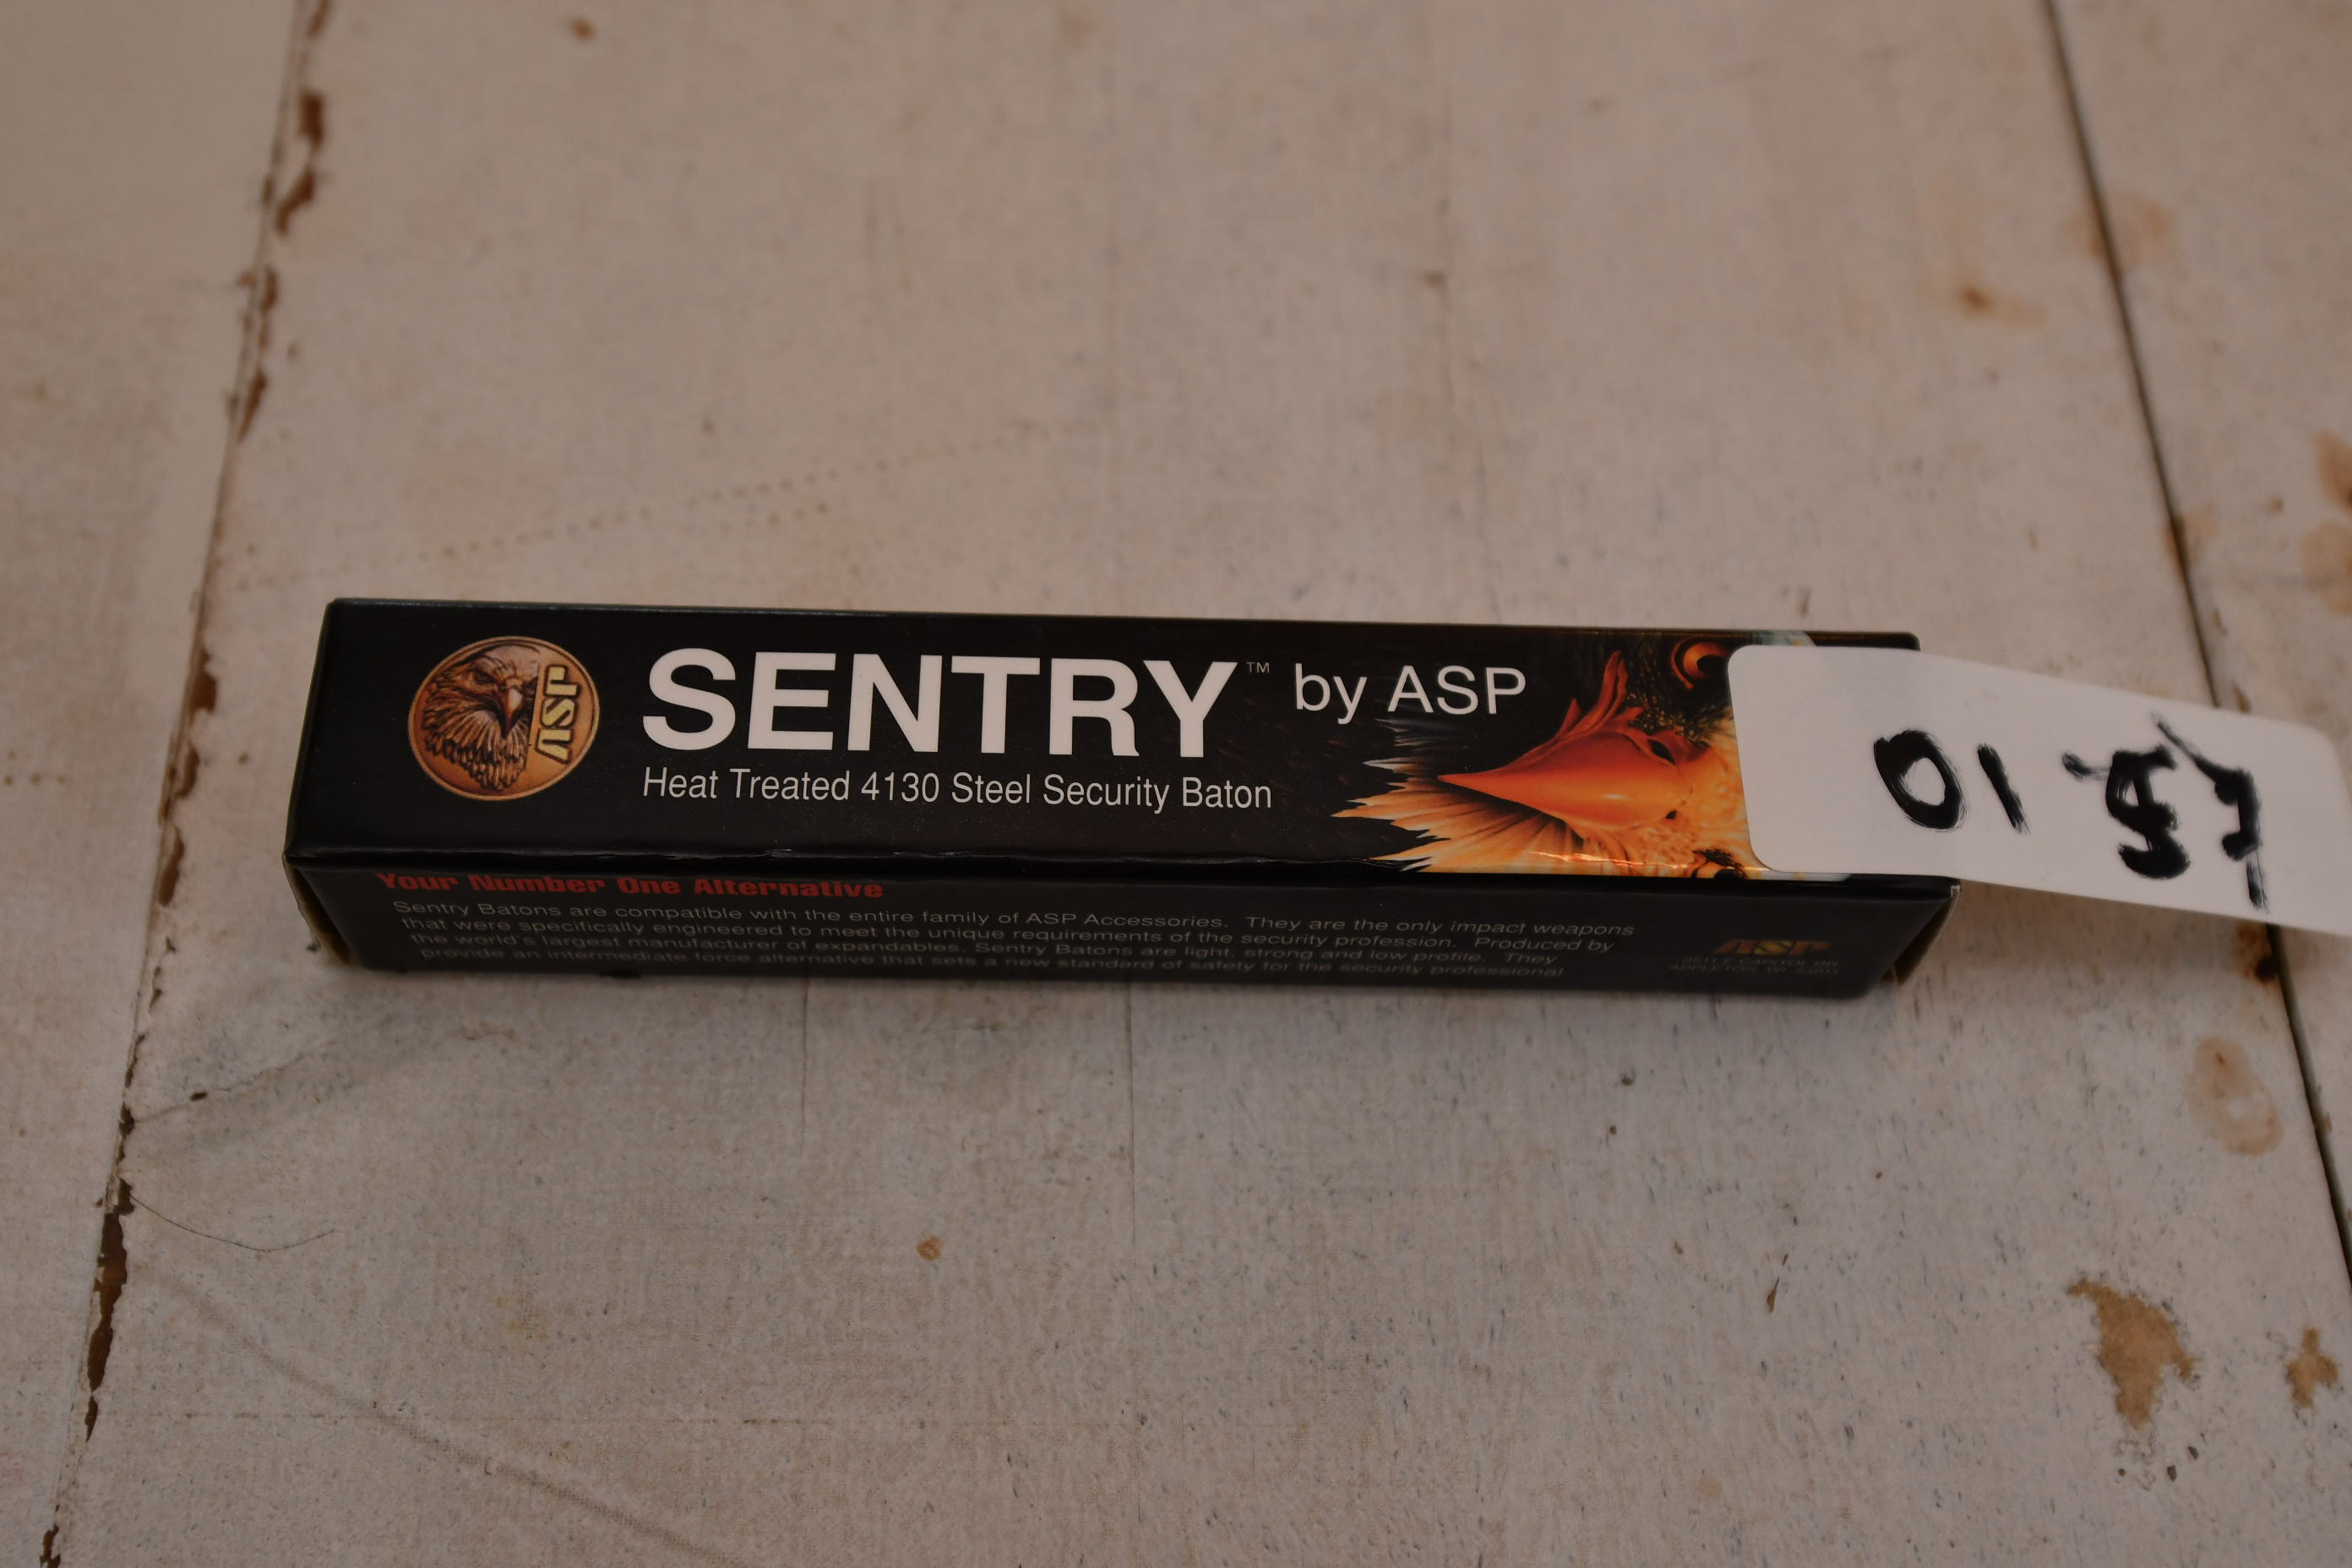 ASP
SENTRY™ by ASP
Heat Treated 4130 Steel Security Baton
Your Number One Alternative
Sentry Batons are compatible with the entire family of ASP Accessories. They are the only impact weapons
that were specifically engineered to meet the unique requirements of the security profession. Produced by
the world's largest manufacturer of expandables. Sentry Batons are light, strong and low profile. They
provide an intermediate force alternative that sets a new standard of safety for the security professional
ASP
APPLETON, WI
10